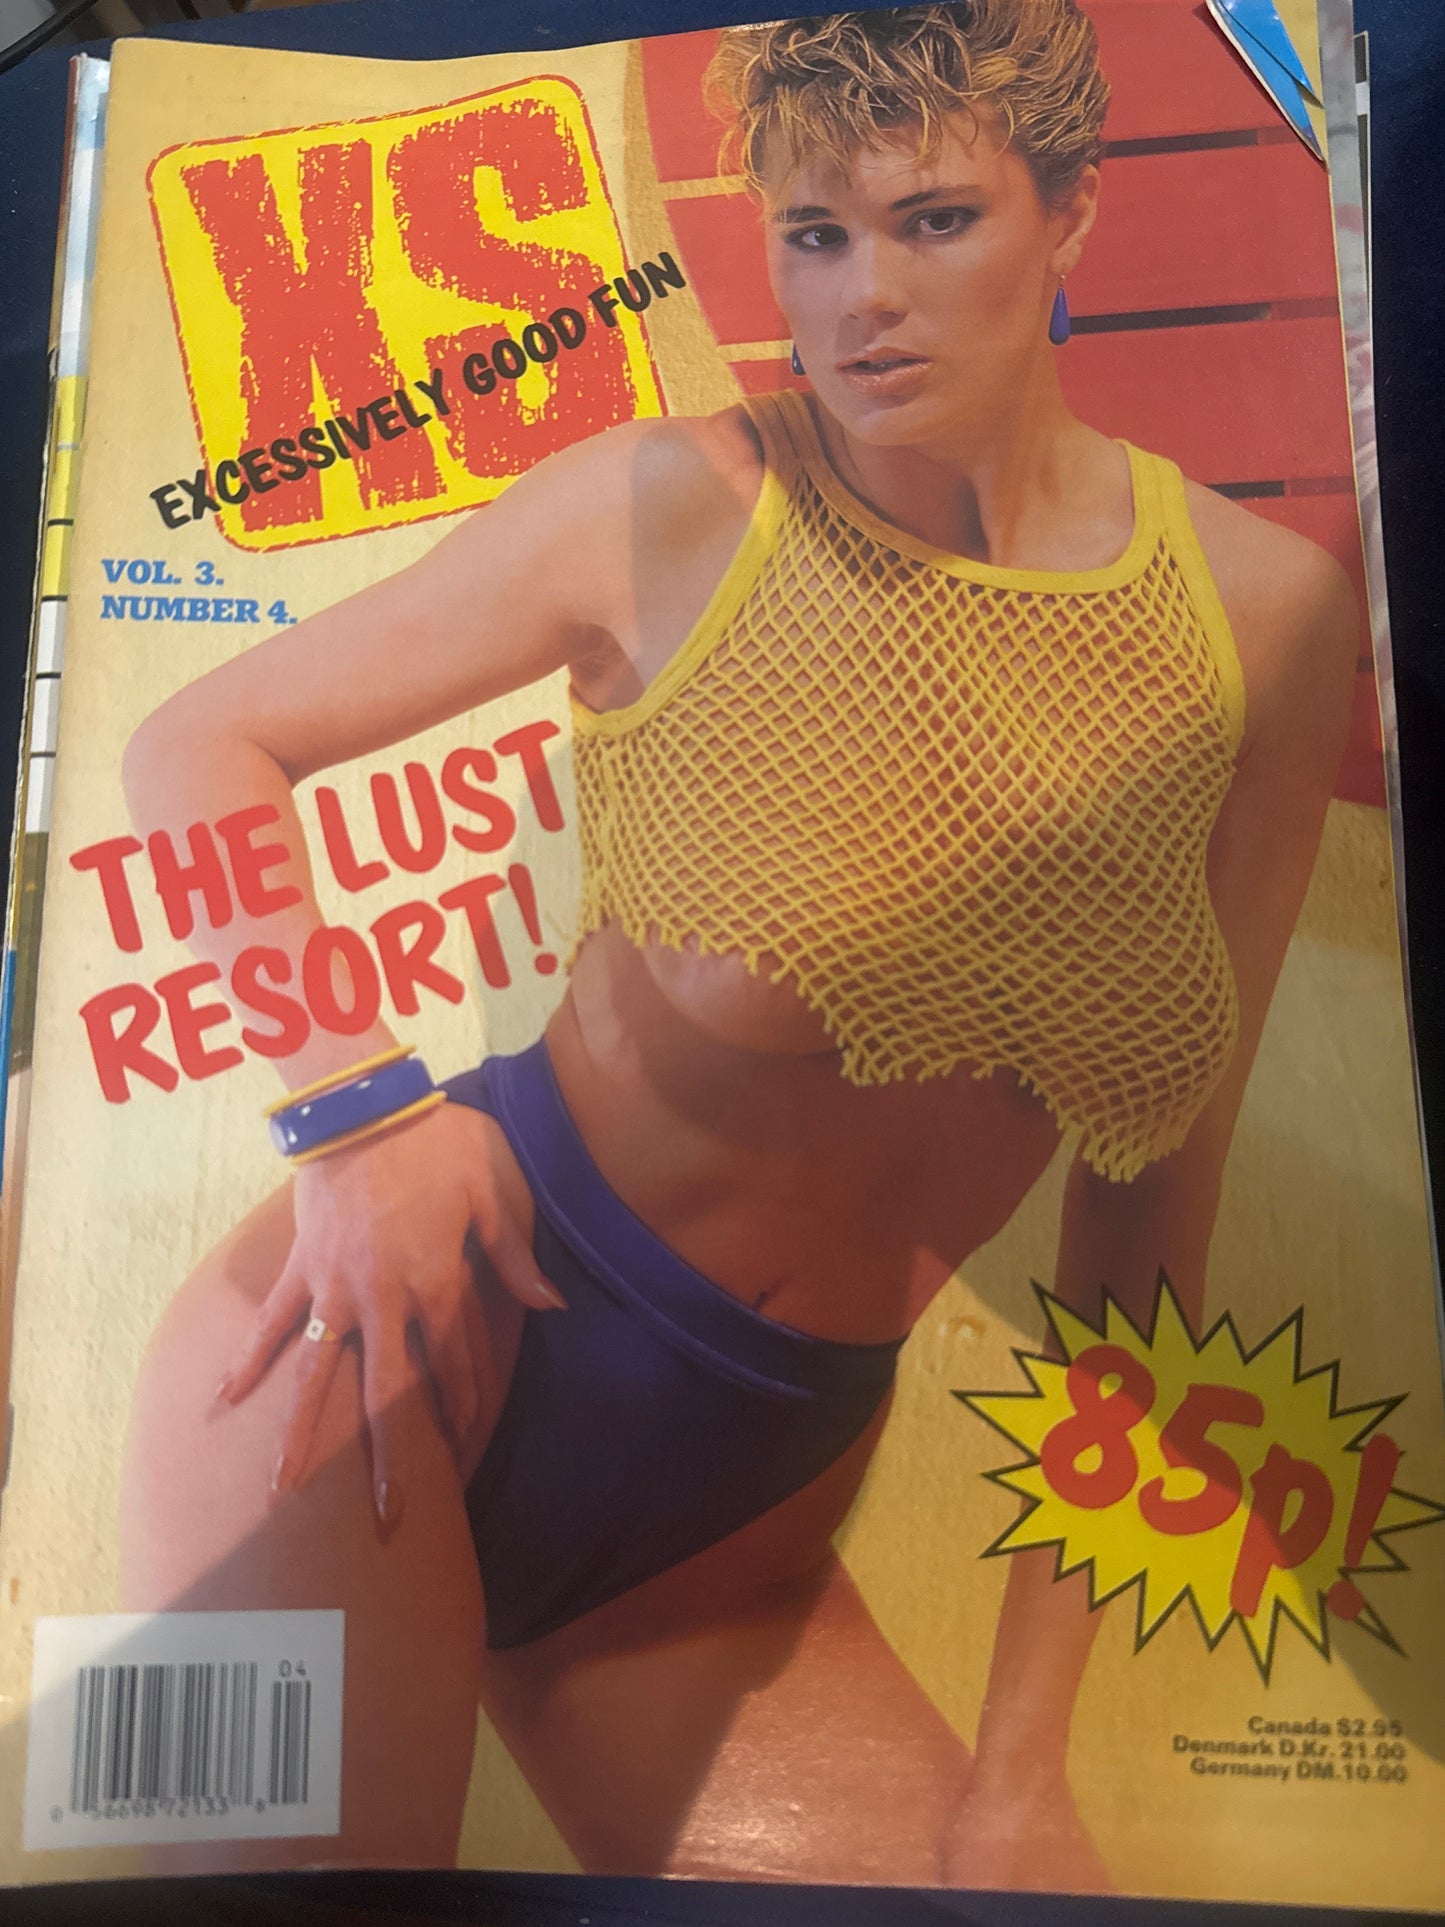 XS
EXCESSIVELY GOOD FUN
VOL. 3.
NUMBER 4.
THE LUST
RESORT!
85p!
Canada $2.95
Denmark D.Kr. 21.00
Germany DM.10.00
04